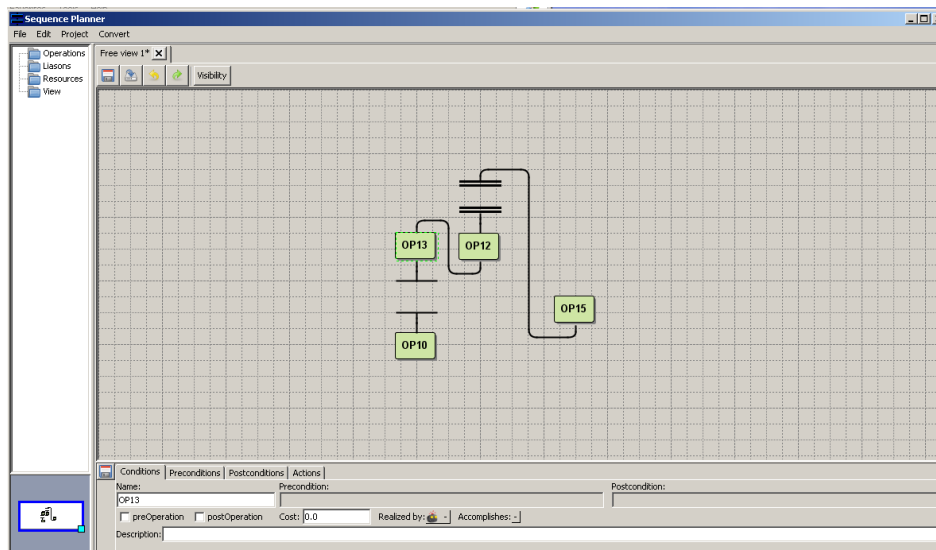 Sequence Planner
File Edit Project Convert
Operations
Liasons
Resources
View
Free view 1*
Visibility
OP13
OP12
OP15
OP10
Conditions Preconditions Postconditions Actions
Name: Precondition: Postcondition:
OP13
preOperation postOperation Cost: 0.0 Realized by: - Accomplishes: -
Description: